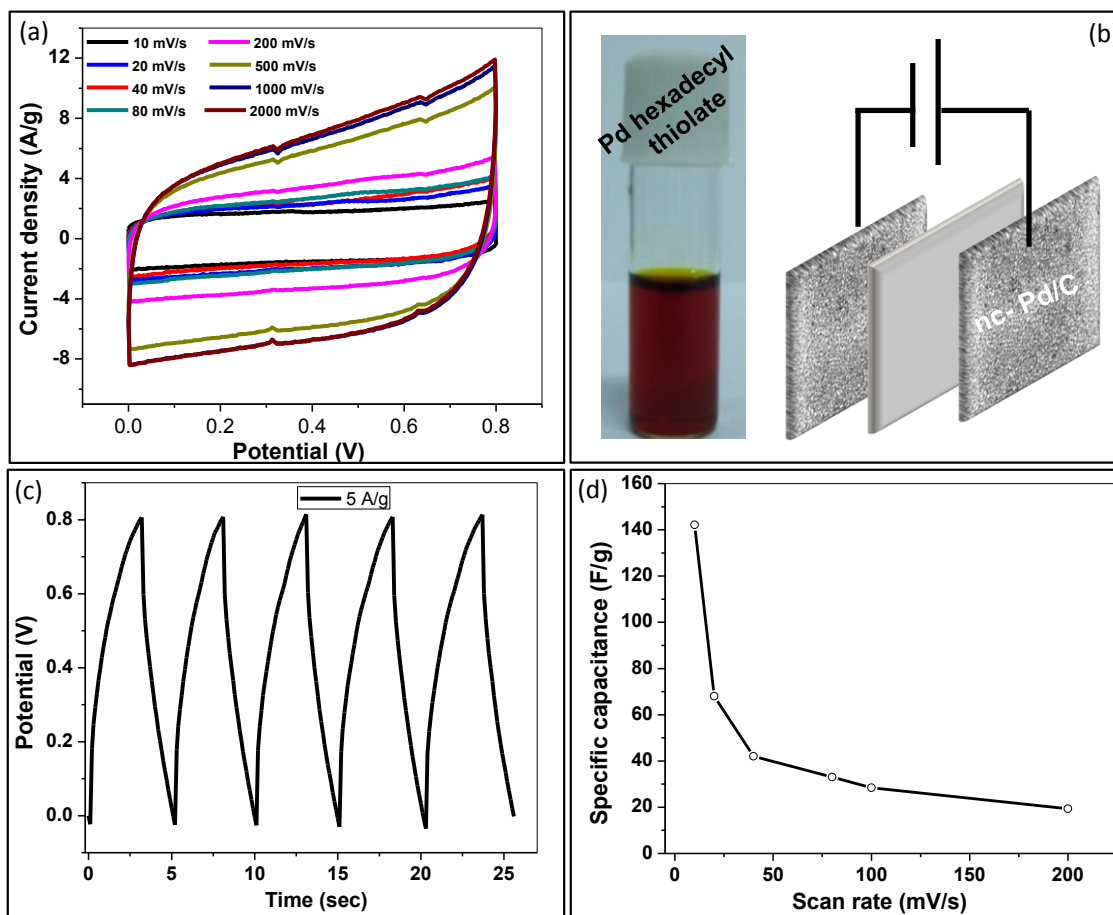 (a)
10 mV/s
200 mV/s
20 mV/s
500 mV/s
40 mV/s
1000 mV/s
80 mV/s
2000 mV/s
12
8
4
0
-4
-8
Current density (A/g)
0.0
0.2
0.4
0.6
0.8
Potential (V)
(b)
Pd hexadecyl
thiolate
nc- Pd/C
(c)
5 A/g
0.8
0.6
0.4
0.2
0.0
Potential (V)
0
5
10
15
20
25
Time (sec)
(d)
160
140
120
100
80
60
40
20
0
Specific capacitance (F/g)
0
50
100
150
200
Scan rate (mV/s)